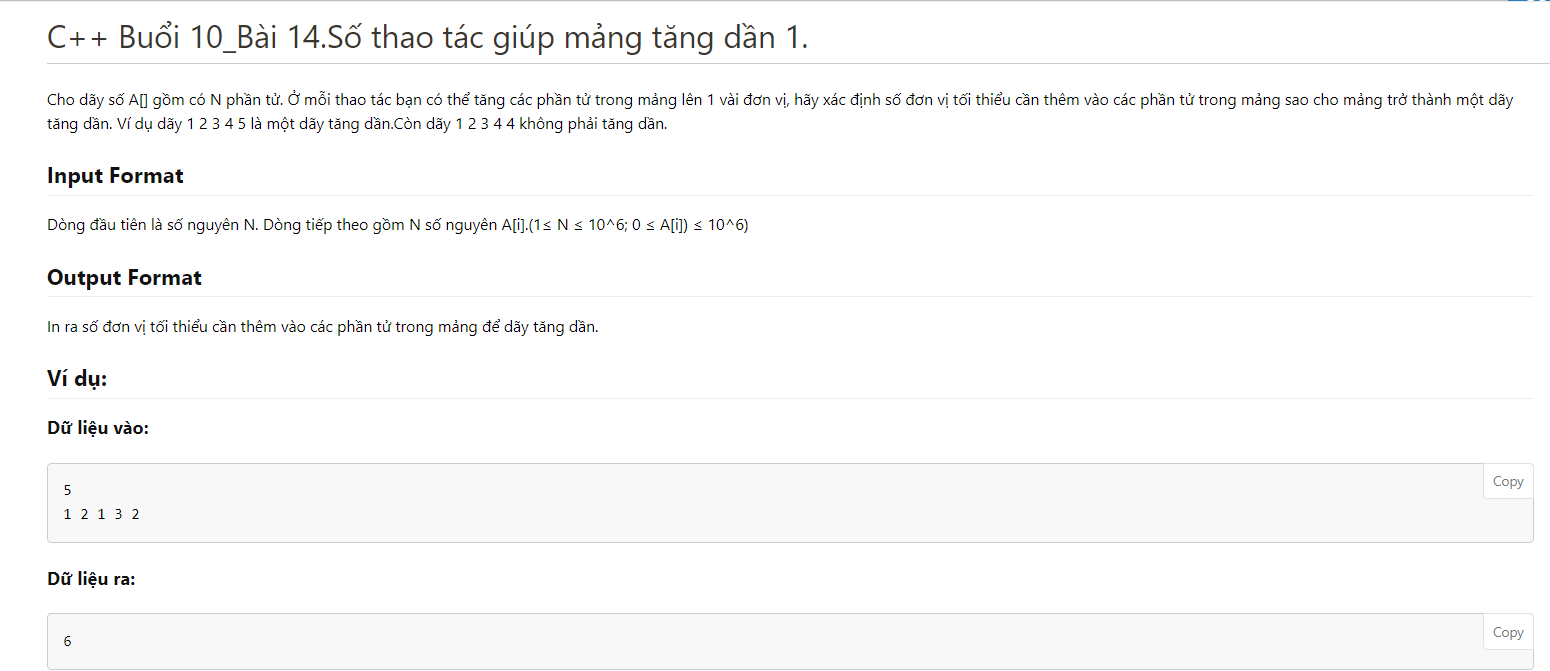 C++ Buổi 10_Bài 14.Số thao tác giúp mảng tăng dần 1.
Cho dãy số A[] gồm có N phần tử. Ở mỗi thao tác bạn có thể tăng các phần tử trong mảng lên 1 vài đơn vị, hãy xác định số đơn vị tối thiểu cần thêm vào các phần tử trong mảng sao cho mảng trở thành một dãy
tăng dần. Ví dụ dãy 1 2 3 4 5 là một dãy tăng dần.Còn dãy 1 2 3 4 4 không phải tăng dần.
Input Format
Dòng đầu tiên là số nguyên N. Dòng tiếp theo gồm N số nguyên A[i].(1≤ N ≤ 10^6; 0 ≤ A[i]) ≤ 10^6)
Output Format
In ra số đơn vị tối thiểu cần thêm vào các phần tử trong mảng để dãy tăng dần.
Ví dụ:
Dữ liệu vào:
Copy
5
1 2 1 3 2
Dữ liệu ra:
Copy
6